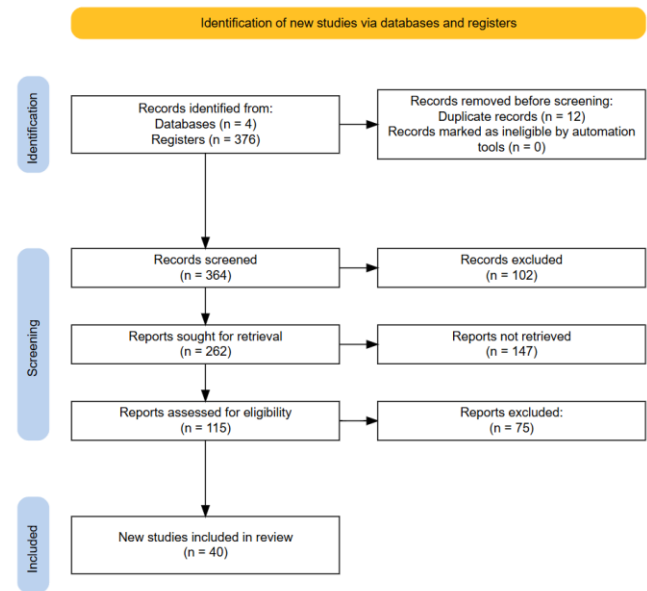 Identification of new studies via databases and registers
Identification
Records identified from:
Databases (n = 4)
Registers (n = 376)
Records removed before screening:
Duplicate records (n = 12)
Records marked as ineligible by automation
tools (n = 0)
Screening
Records screened
(n = 364)
Records excluded
(n = 102)
Reports sought for retrieval
(n = 262)
Reports not retrieved
(n = 147)
Reports assessed for eligibility
(n = 115)
Reports excluded:
(n = 75)
Included
New studies included in review
(n = 40)